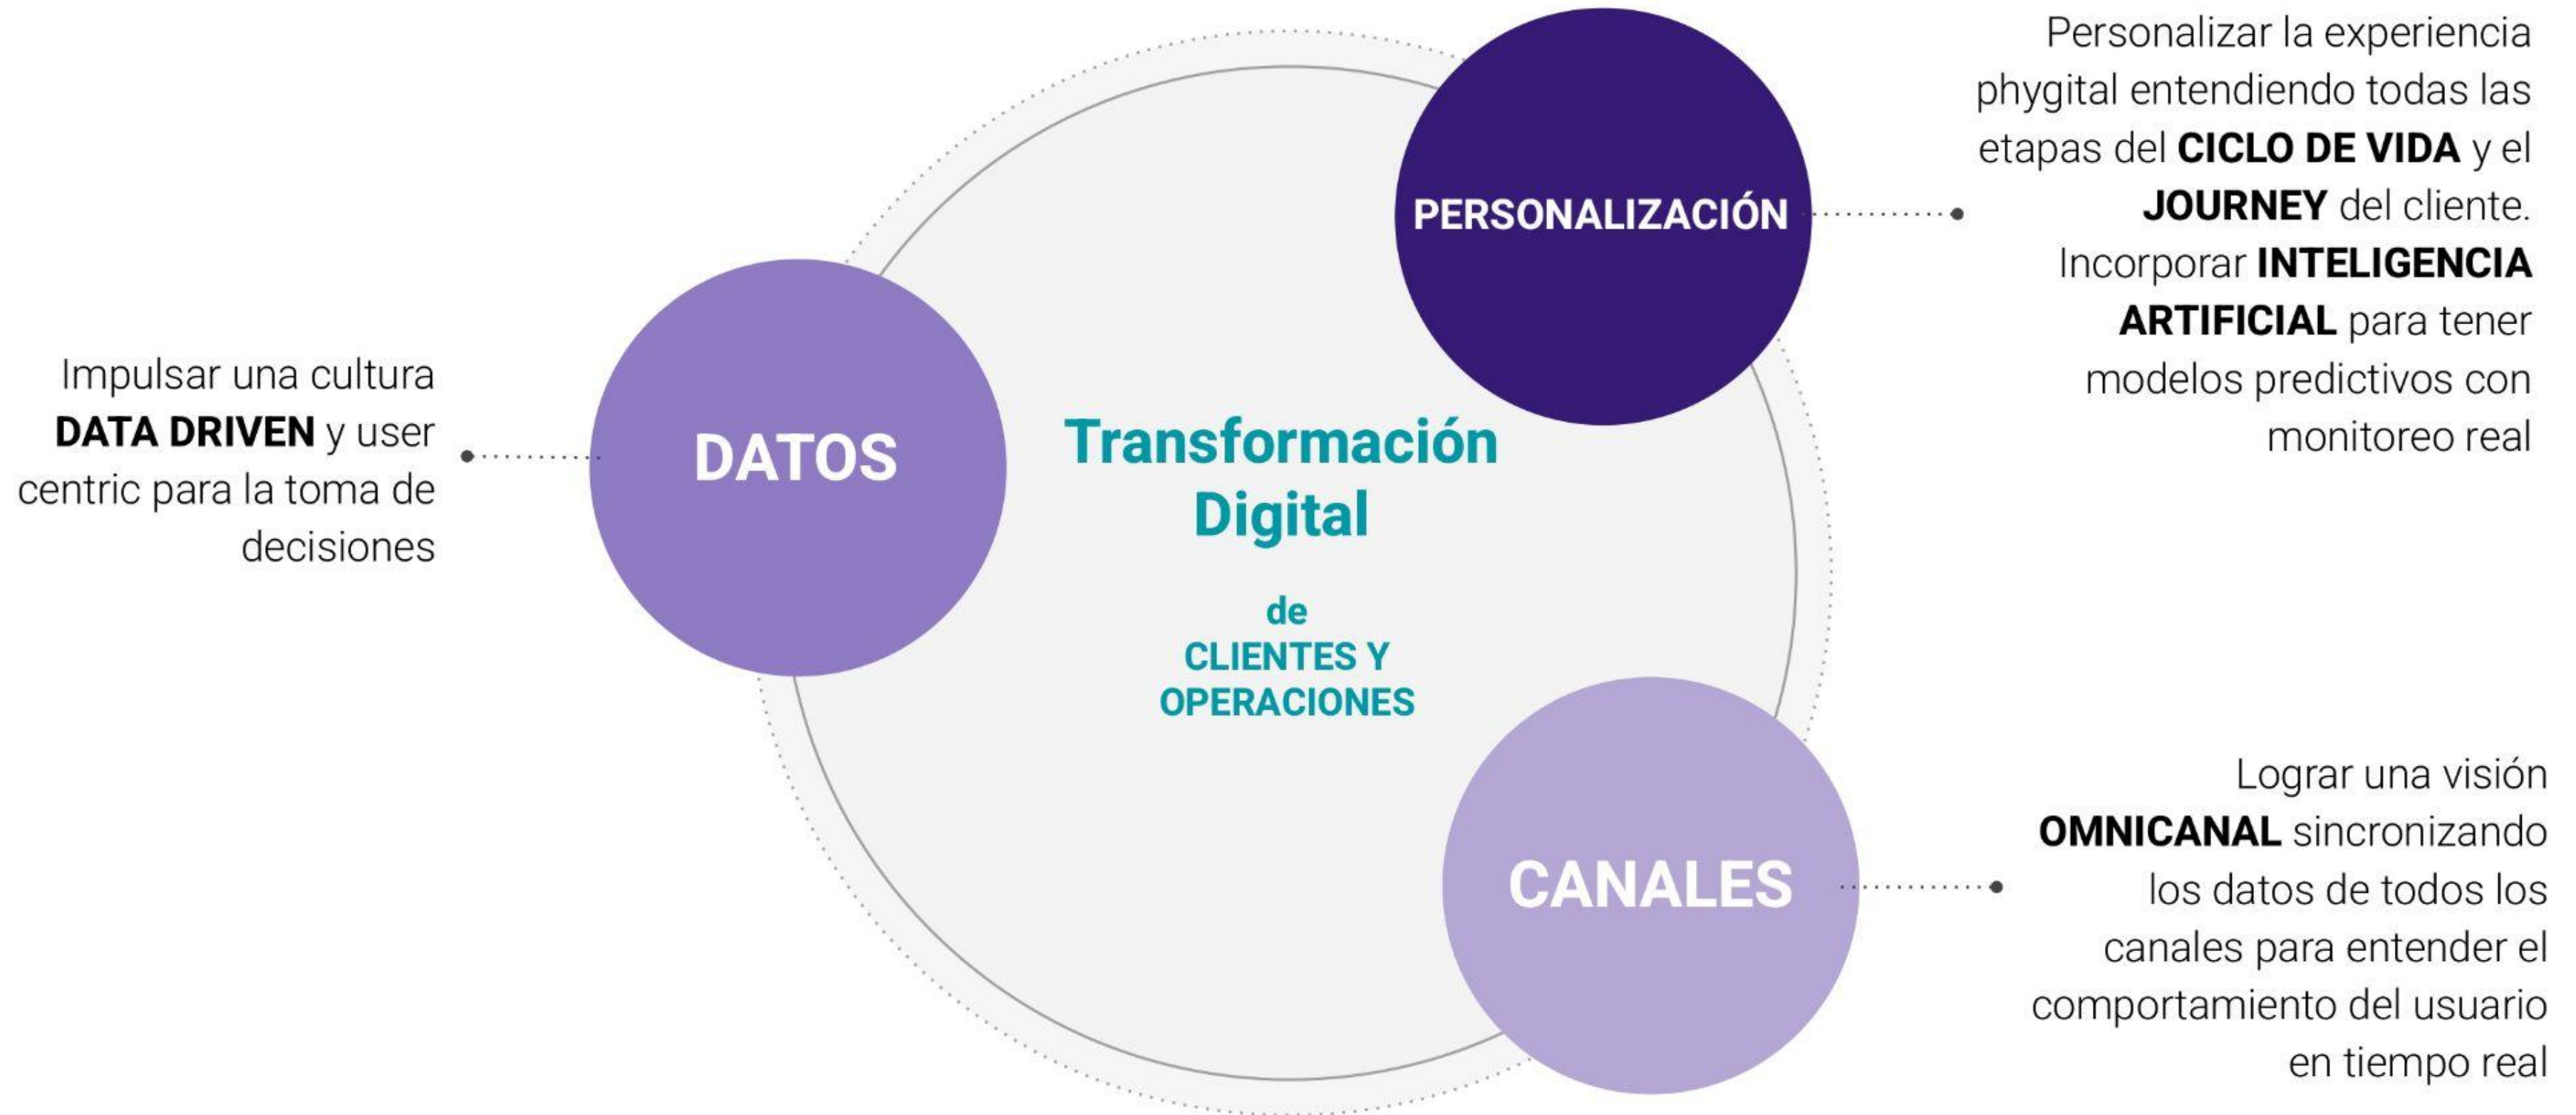 Impulsar una cultura
DATA DRIVEN y user
centric para la toma de
decisiones
DATOS
Transformación
Digital
de
CLIENTES Y
OPERACIONES
PERSONALIZACIÓN
Personalizar la experiencia
phygital entendiendo todas las
etapas del CICLO DE VIDA y el
JOURNEY del cliente.
Incorporar INTELIGENCIA
ARTIFICIAL para tener
modelos predictivos con
monitoreo real
CANALES
Lograr una visión
OMNICANAL sincronizando
los datos de todos los
canales para entender el
comportamiento del usuario
en tiempo real